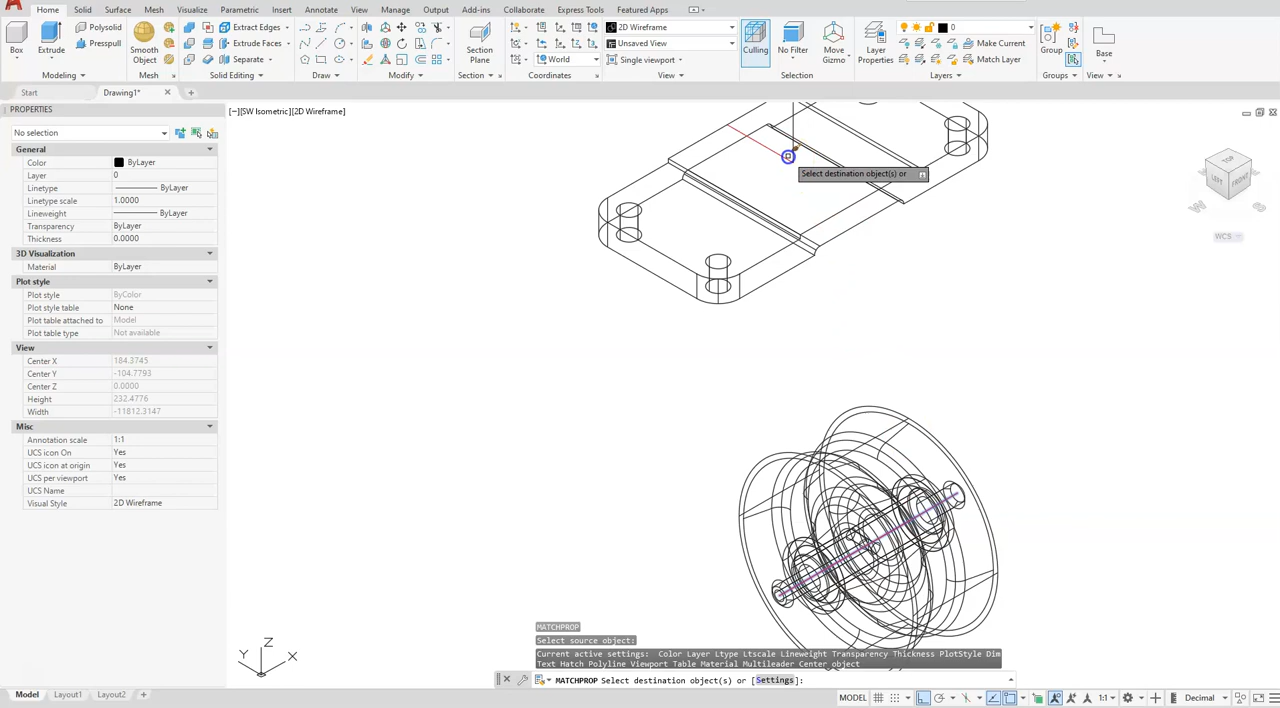 Home Solid Surface Mesh Visualize Parametric Insert Annotate View Manage Output Add-ins Collaborate Express Tools Featured Apps
Box Extrude Polysolid Presspull Smooth Object Extract Edges Extrude Faces Separate Section Plane World 2D Wireframe Unsaved View Single viewport Culling No Filter Move Gizmo Layer Properties 0 Make Current Match Layer Group Base
Modeling Mesh Solid Editing Draw Modify Section Coordinates View Selection Layers Groups View
Start Drawing1*
PROPERTIES
[−][SW Isometric][2D Wireframe]
No selection
General
Color ByLayer
Layer 0
Linetype ByLayer
Linetype scale 1.0000
Lineweight ByLayer
Transparency ByLayer
Thickness 0.0000
3D Visualization
Material ByLayer
Plot style
Plot style ByColor
Plot style table None
Plot table attached to Model
Plot table type Not available
View
Center X 184.3745
Center Y -104.7793
Center Z 0.0000
Height 232.4776
Width -11812.3147
Misc
Annotation scale 1:1
UCS icon On Yes
UCS icon at origin Yes
UCS per viewport Yes
UCS Name
Visual Style 2D Wireframe
Select destination object(s) or
TOP
LEFT FRONT
W S
WCS
Z
Y X
MATCHPROP
Select source object:
Current active settings: Color Layer Ltype Ltscale Lineweight Transparency Thickness PlotStyle Dim
Text Hatch Polyline Viewport Table Material Multileader Center object
MATCHPROP Select destination object(s) or [Settings]:
Model Layout1 Layout2 MODEL 1:1 Decimal